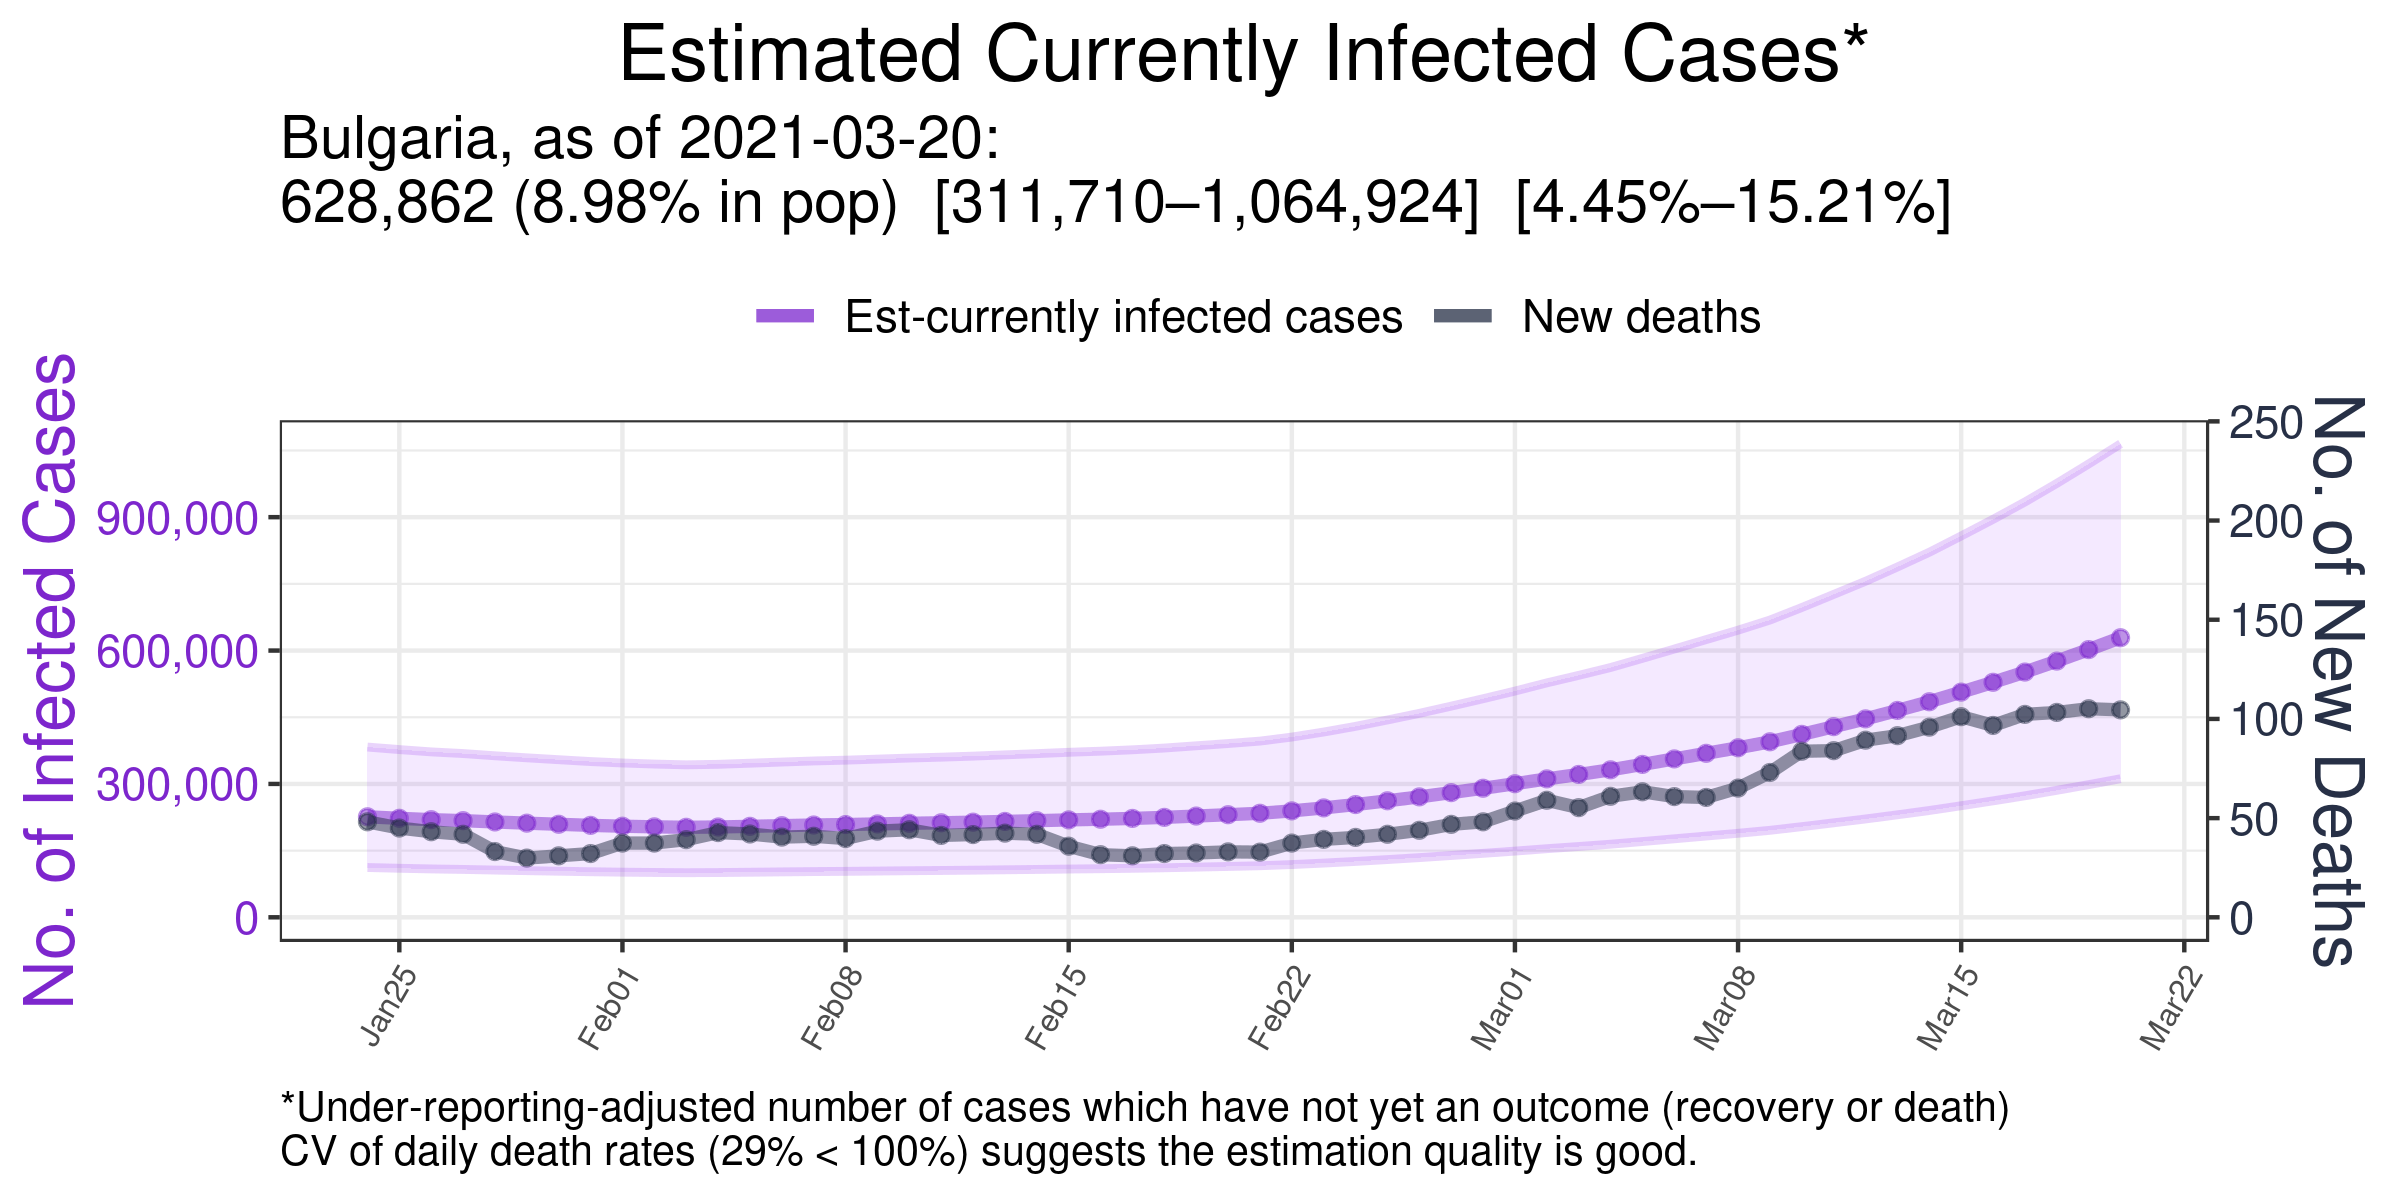 Estimated Currently Infected Cases*
Bulgaria, as of 2021-03-20:
628,862 (8.98% in pop) [311,710–1,064,924] [4.45%–15.21%]
Est-currently infected cases
New deaths
No. of Infected Cases
900,000
600,000
300,000
0
250
200
150
100
50
0
No. of New Deaths
Jan25
Feb01
Feb08
Feb15
Feb22
Mar01
Mar08
Mar15
Mar22
*Under-reporting-adjusted number of cases which have not yet an outcome (recovery or death)
CV of daily death rates (29% < 100%) suggests the estimation quality is good.